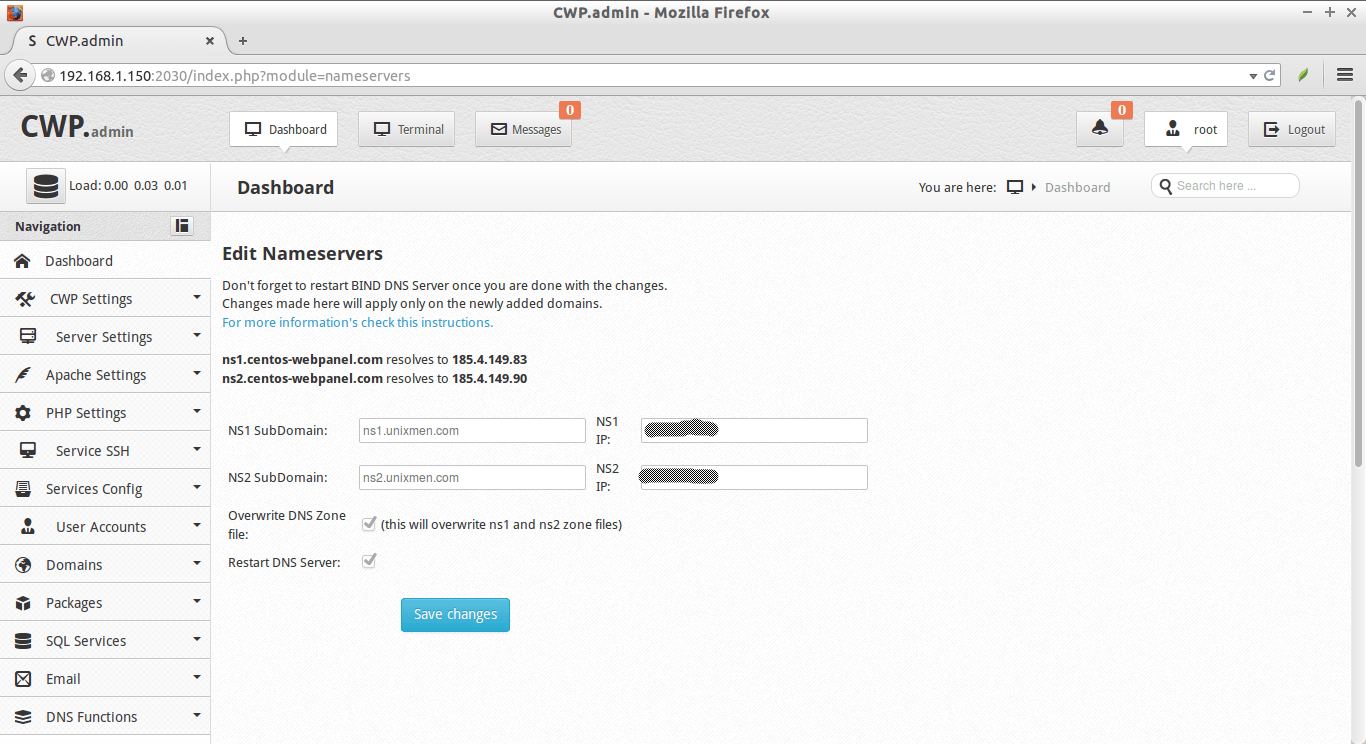 CWP.admin - Mozilla Firefox
S CWP.admin
192.168.1.150:2030/index.php?module=nameservers
CWP.admin
Dashboard
Terminal
Messages
0
0
root
Logout
Load: 0.00 0.03 0.01
Dashboard
You are here:
Dashboard
Search here ...
Navigation
Dashboard
CWP Settings
Server Settings
Apache Settings
PHP Settings
Service SSH
Services Config
User Accounts
Domains
Packages
SQL Services
Email
DNS Functions
Edit Nameservers
Don't forget to restart BIND DNS Server once you are done with the changes.
Changes made here will apply only on the newly added domains.
For more information's check this instructions.
ns1.centos-webpanel.com resolves to 185.4.149.83
ns2.centos-webpanel.com resolves to 185.4.149.90
NS1 SubDomain:
ns1.unixmen.com
NS1
IP:
NS2 SubDomain:
ns2.unixmen.com
NS2
IP:
Overwrite DNS Zone
file:
(this will overwrite ns1 and ns2 zone files)
Restart DNS Server:
Save changes